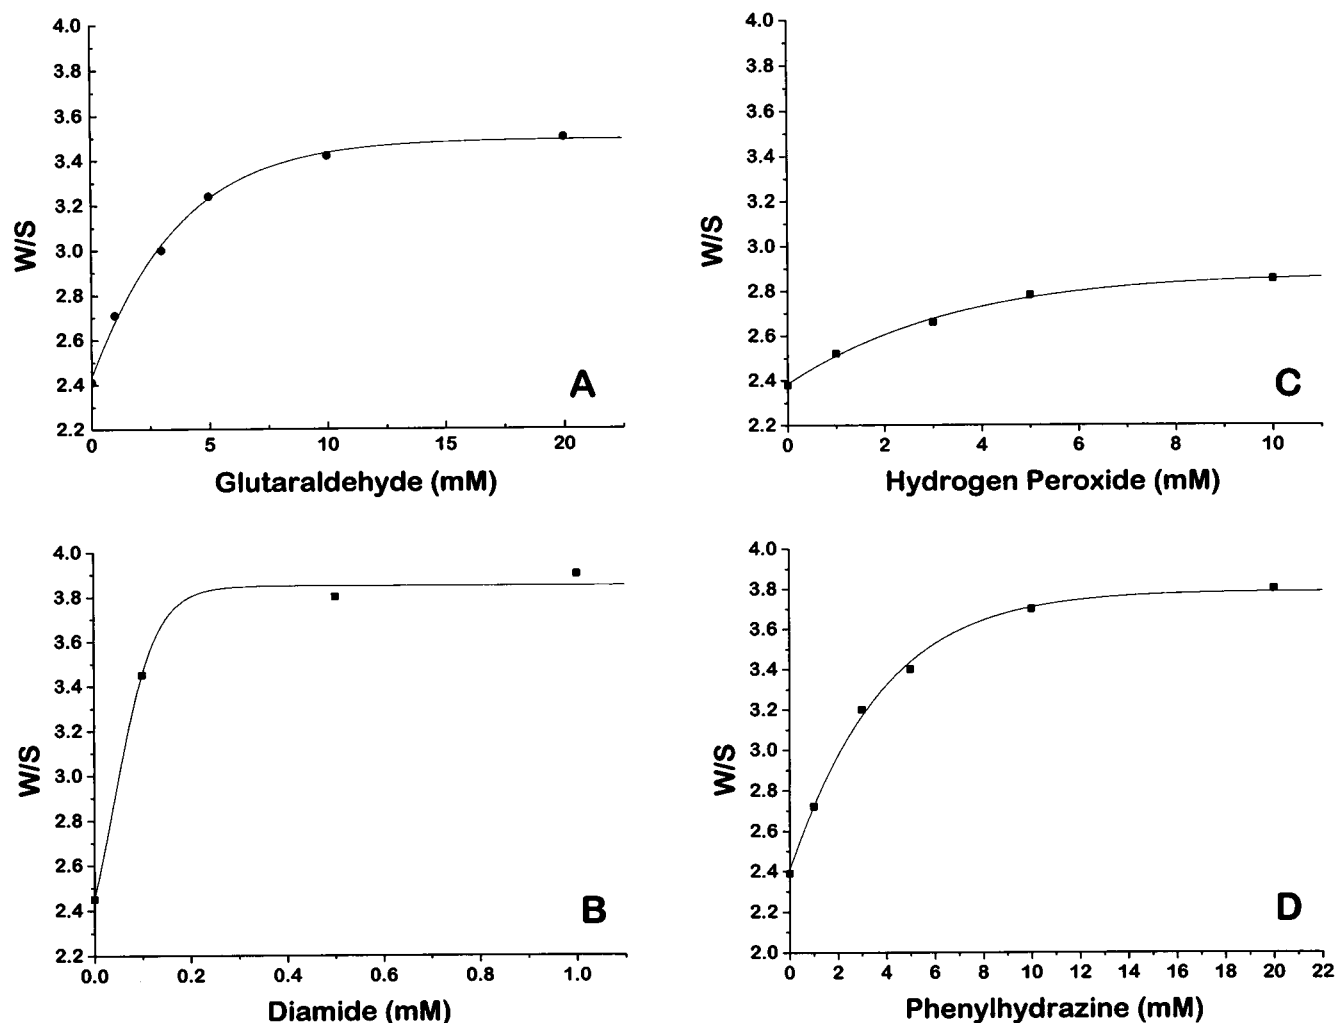 4.0
3.8
3.6
3.4
3.2
3.0
2.8
2.6
2.4
2.2
W/S
A
0 5 10 15 20
Glutaraldehyde (mM)
4.0
3.8
3.6
3.4
3.2
3.0
2.8
2.6
2.4
2.2
W/S
C
0 2 4 6 8 10
Hydrogen Peroxide (mM)
4.0
3.8
3.6
3.4
3.2
3.0
2.8
2.6
2.4
2.2
W/S
B
0.0 0.2 0.4 0.6 0.8 1.0
Diamide (mM)
4.0
3.8
3.6
3.4
3.2
3.0
2.8
2.6
2.4
2.2
2.0
W/S
D
0 2 4 6 8 10 12 14 16 18 20 22
Phenylhydrazine (mM)